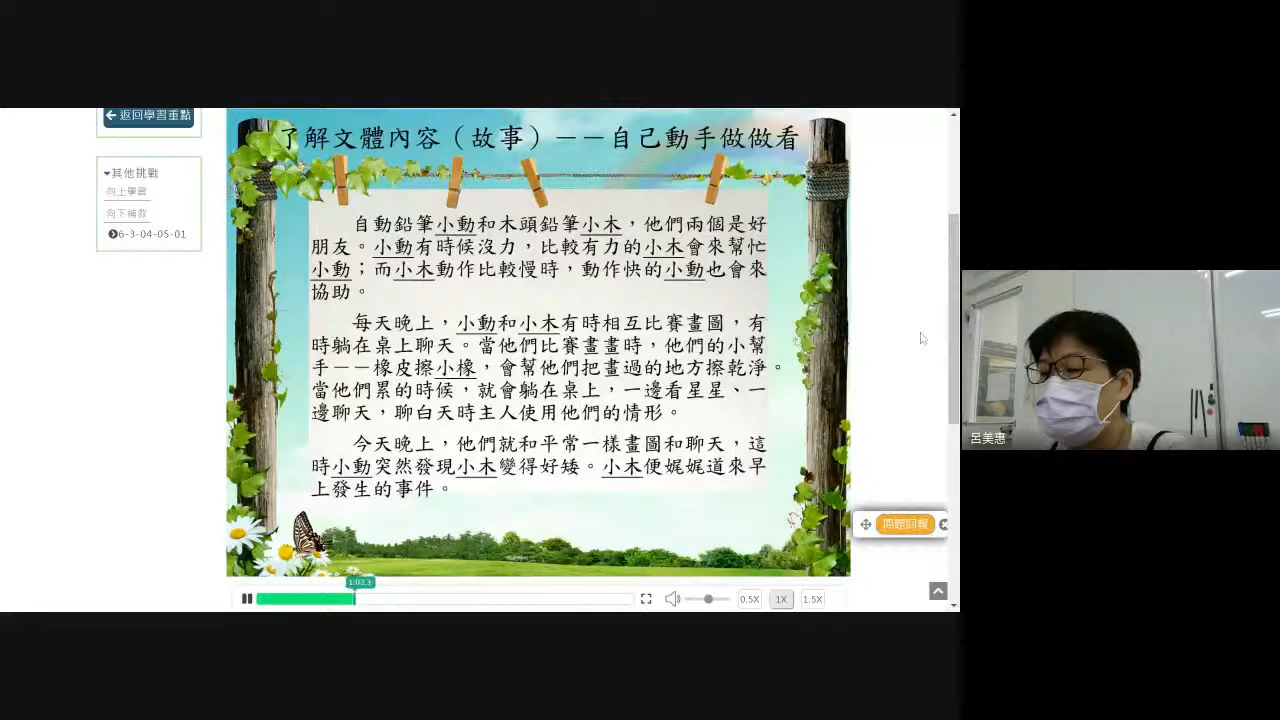 返回學習重點
其他挑戰
向上學習
向下補救
6-3-04-05-01
了解文體內容（故事）－－自己動手做做看
自動鉛筆小動和木頭鉛筆小木，他們兩個是好
朋友。小動有時候沒力，比較有力的小木會來幫忙
小動；而小木動作比較慢時，動作快的小動也會來
協助。
每天晚上，小動和小木有時相互比賽畫圖，有
時躺在桌上聊天。當他們比賽畫畫時，他們的小幫
手－－橡皮擦小橡，會幫他們把畫過的地方擦乾淨。
當他們累的時候，就會躺在桌上，一邊看星星、一
邊聊天，聊白天時主人使用他們的情形。
今天晚上，他們就和平常一樣畫圖和聊天，這
時小動突然發現小木變得好矮。小木便娓娓道來早
上發生的事件。
問題回報
1:02.3
0.5X
1X
1.5X
呂美惠